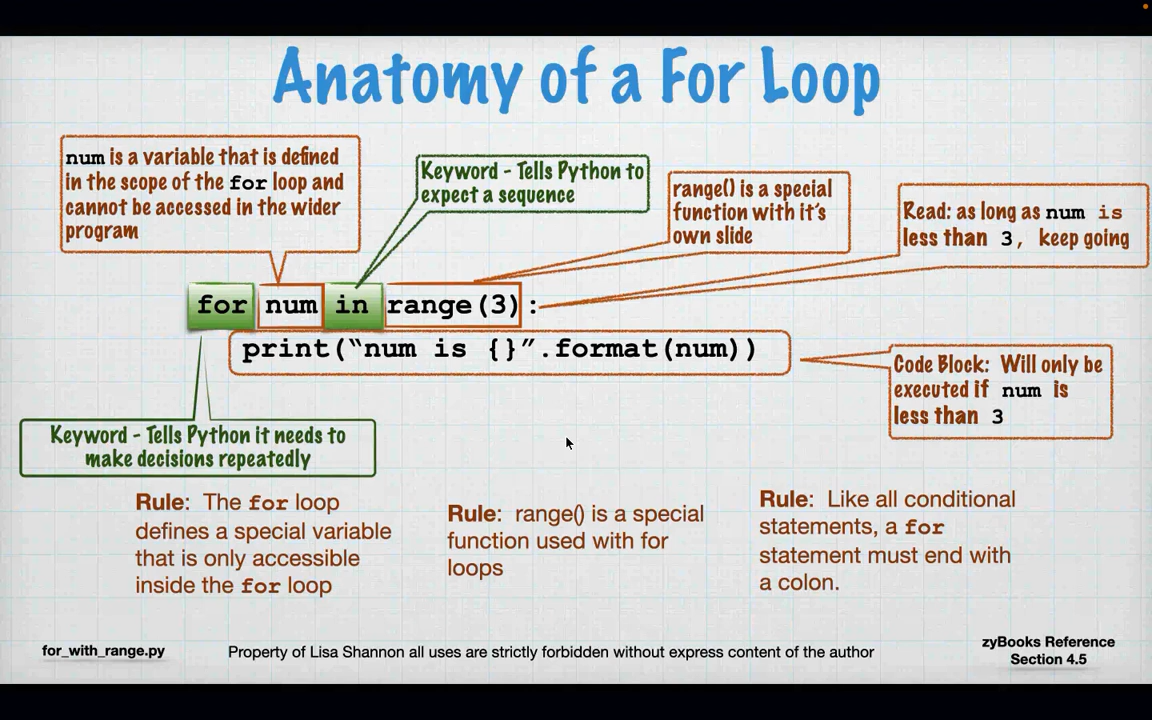 Anatomy of a For Loop
num is a variable that is defined
in the scope of the for loop and
cannot be accessed in the wider
program
Keyword - Tells Python to
expect a sequence
range() is a special
function with it's
own slide
Read: as long as num is
less than 3, keep going
for num in range(3):
print(“num is {}”.format(num))
Code Block: Will only be
executed if num is
less than 3
Keyword - Tells Python it needs to
make decisions repeatedly
Rule: The for loop
defines a special variable
that is only accessible
inside the for loop
Rule: range() is a special
function used with for
loops
Rule: Like all conditional
statements, a for
statement must end with
a colon.
for_with_range.py
Property of Lisa Shannon all uses are strictly forbidden without express content of the author
zyBooks Reference
Section 4.5